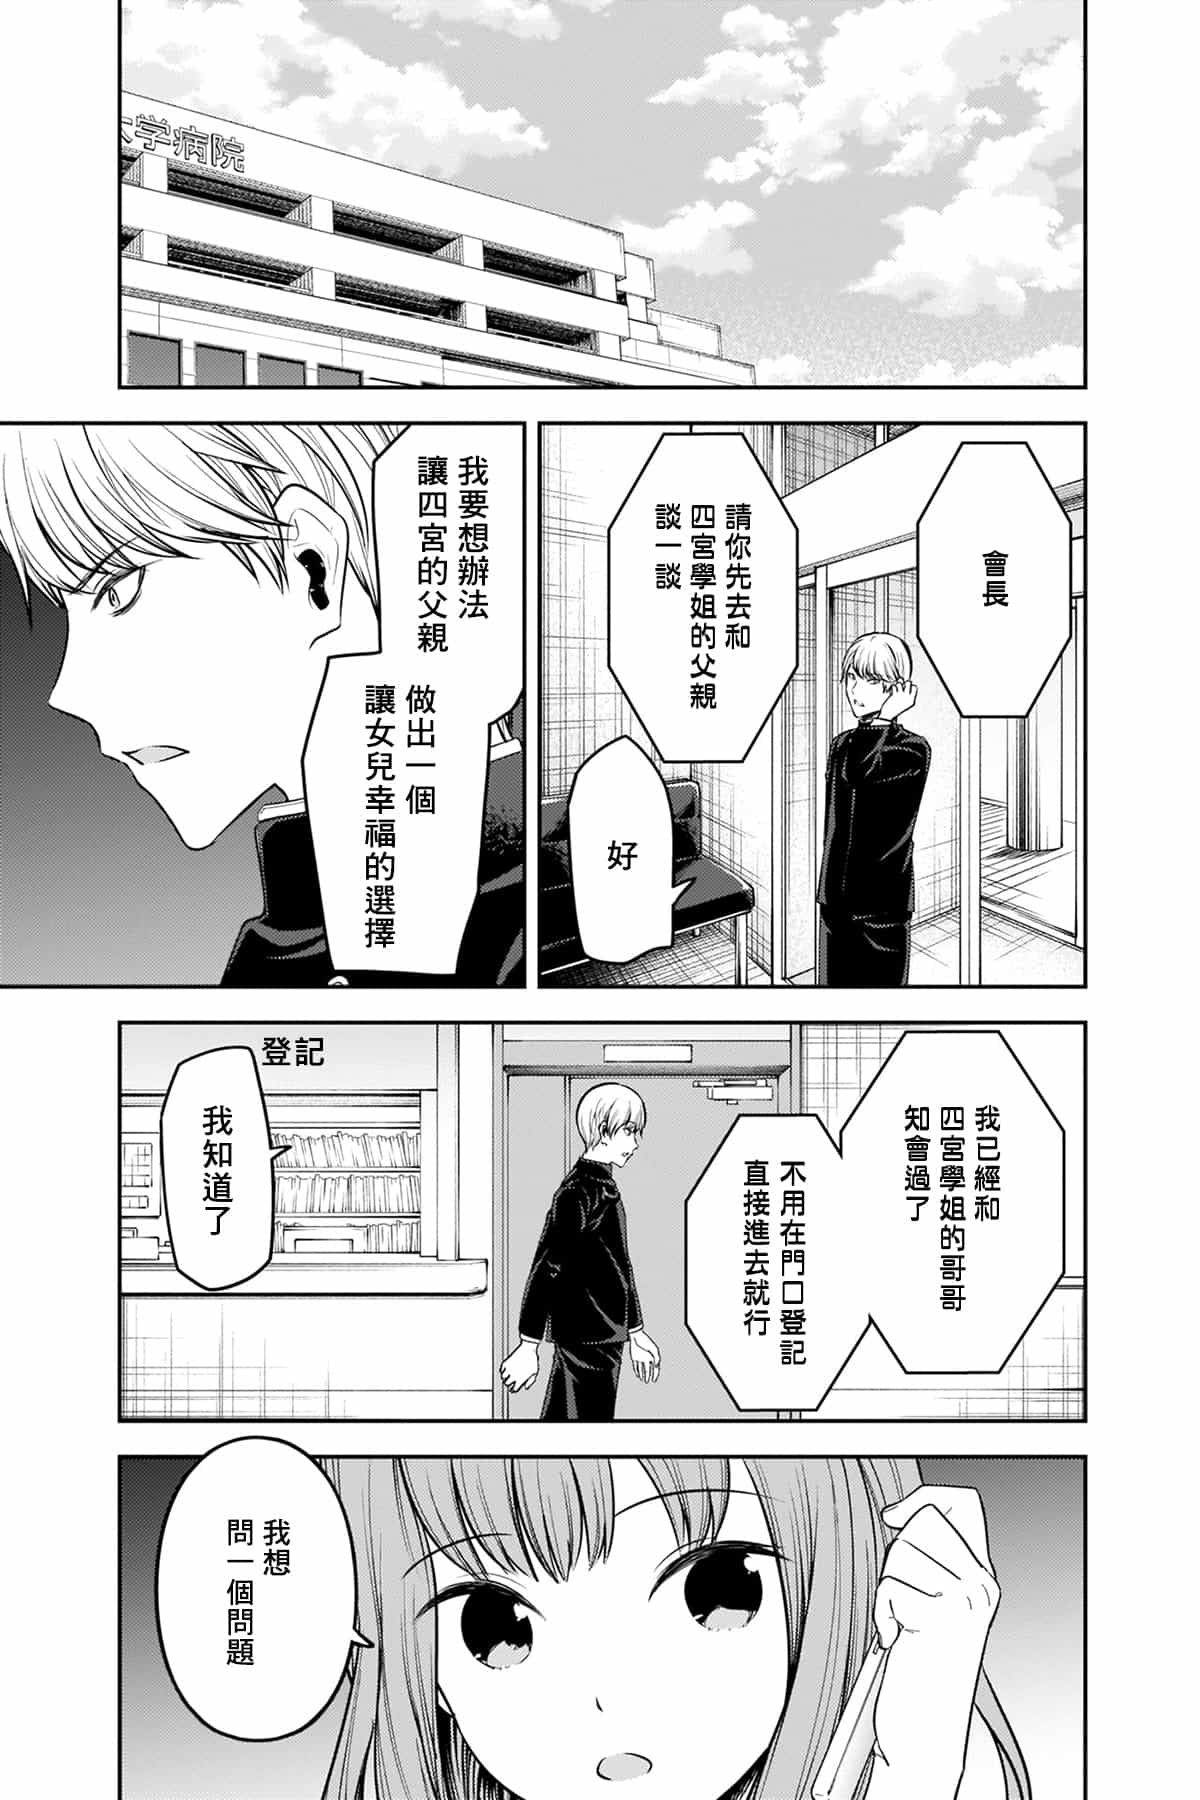 大学病院
會長
請你先去和
四宮學姐的父親
談一談
好
我要想辦法
讓四宮的父親
做出一個
讓女兒幸福的選擇
我已經和
四宮學姐的哥哥
知會過了
不用在門口登記
直接進去就行
登記
我知道了
我想
問一個問題